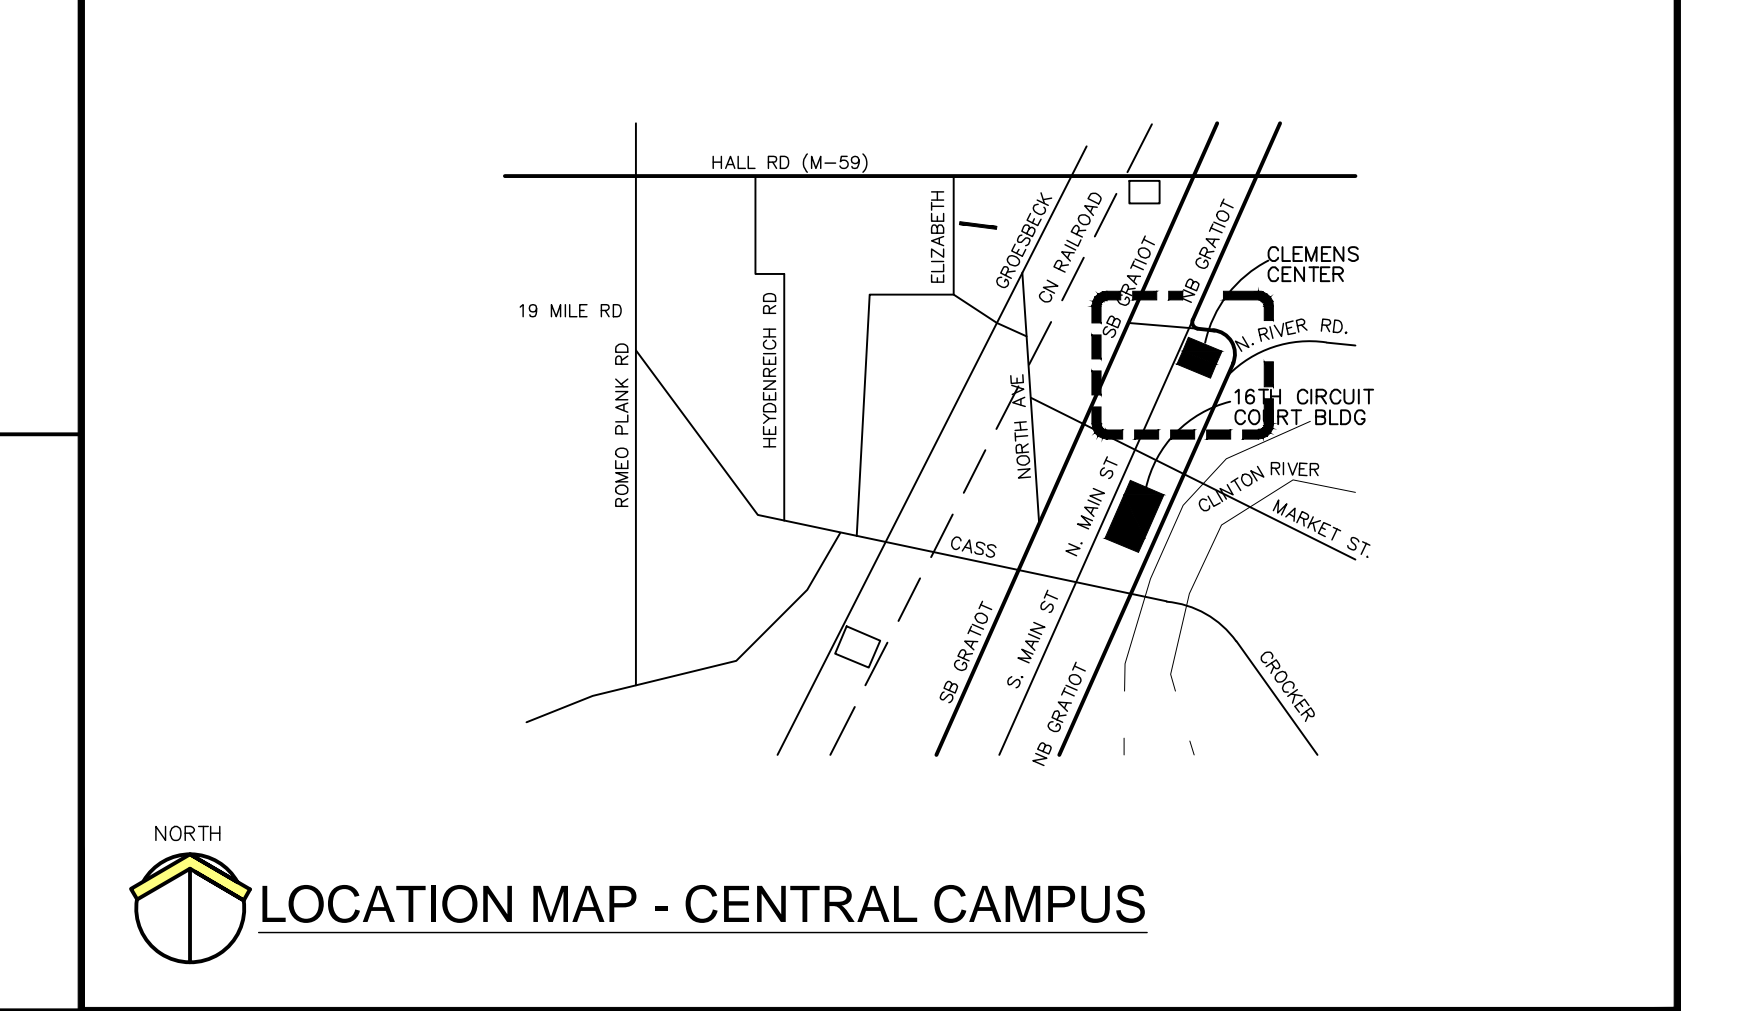 HALL RD (M-59)
ELIZABETH
GROESBECK
CN RAILROAD
SB GRATIOT
NB GRATIOT
CLEMENS
CENTER
19 MILE RD
HEYDENREICH RD
ROMEO PLANK RD
N. RIVER RD.
NORTH AVE
16TH CIRCUIT
COURT BLDG
N. MAIN ST
CLINTON RIVER
MARKET ST.
CASS
SB GRATIOT
S. MAIN ST
NB GRATIOT
CROCKER
NORTH
LOCATION MAP - CENTRAL CAMPUS